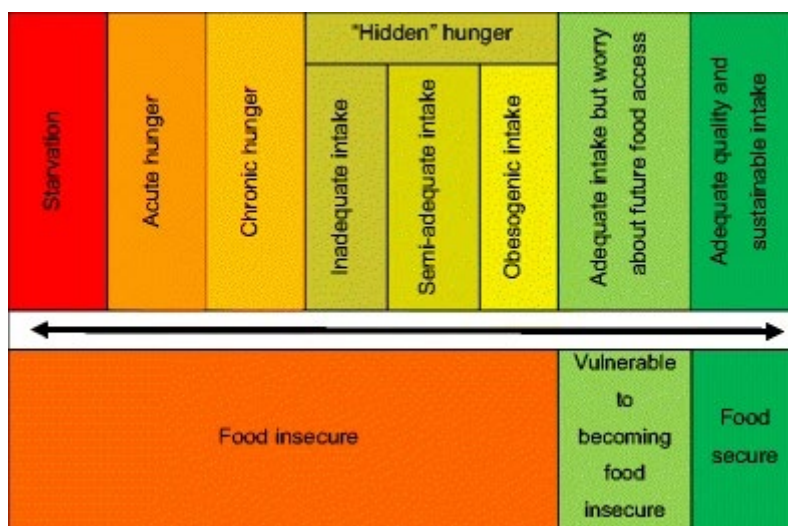 Starvation
Acute hunger
Chronic hunger
"Hidden" hunger
Inadequate intake
Semi-adequate intake
Obesogenic intake
Adequate intake but worry
about future food access
Adequate quality and
sustainable intake
Food insecure
Vulnerable
to
becoming
food
insecure
Food
secure